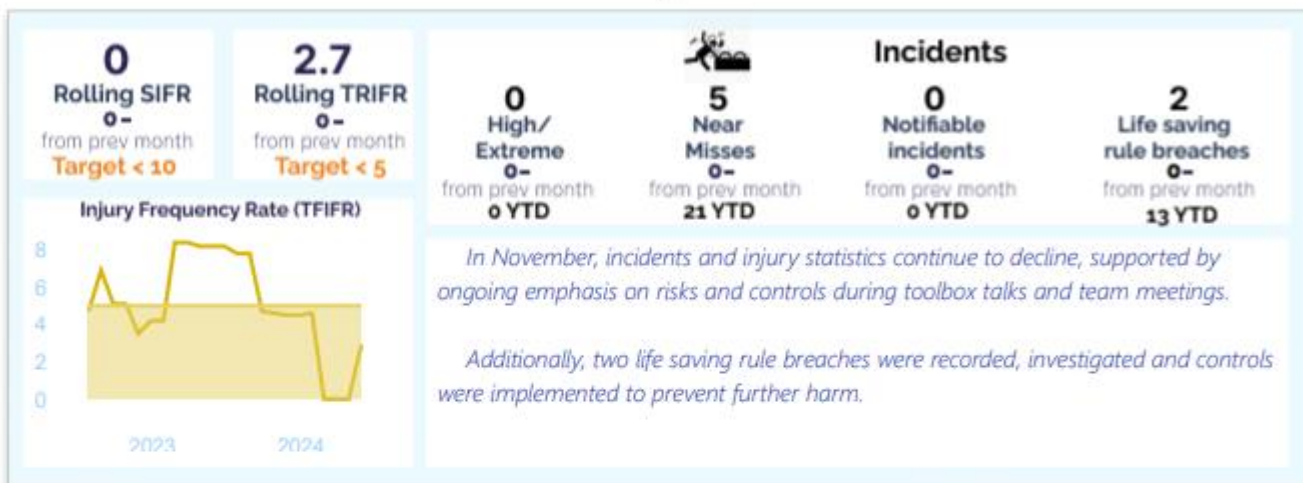 0
Rolling SIFR
0-
from prev month
Target < 10
2.7
Rolling TRIFR
0-
from prev month
Target < 5
Incidents
0
High/
Extreme
0-
from prev month
0 YTD
5
Near
Misses
0-
from prev month
21 YTD
0
Notifiable
incidents
0-
from prev month
0 YTD
2
Life saving
rule breaches
0-
from prev month
13 YTD
Injury Frequency Rate (TFIFR)
8
6
4
2
0
2023 2024
In November, incidents and injury statistics continue to decline, supported by
ongoing emphasis on risks and controls during toolbox talks and team meetings.
Additionally, two life saving rule breaches were recorded, investigated and controls
were implemented to prevent further harm.